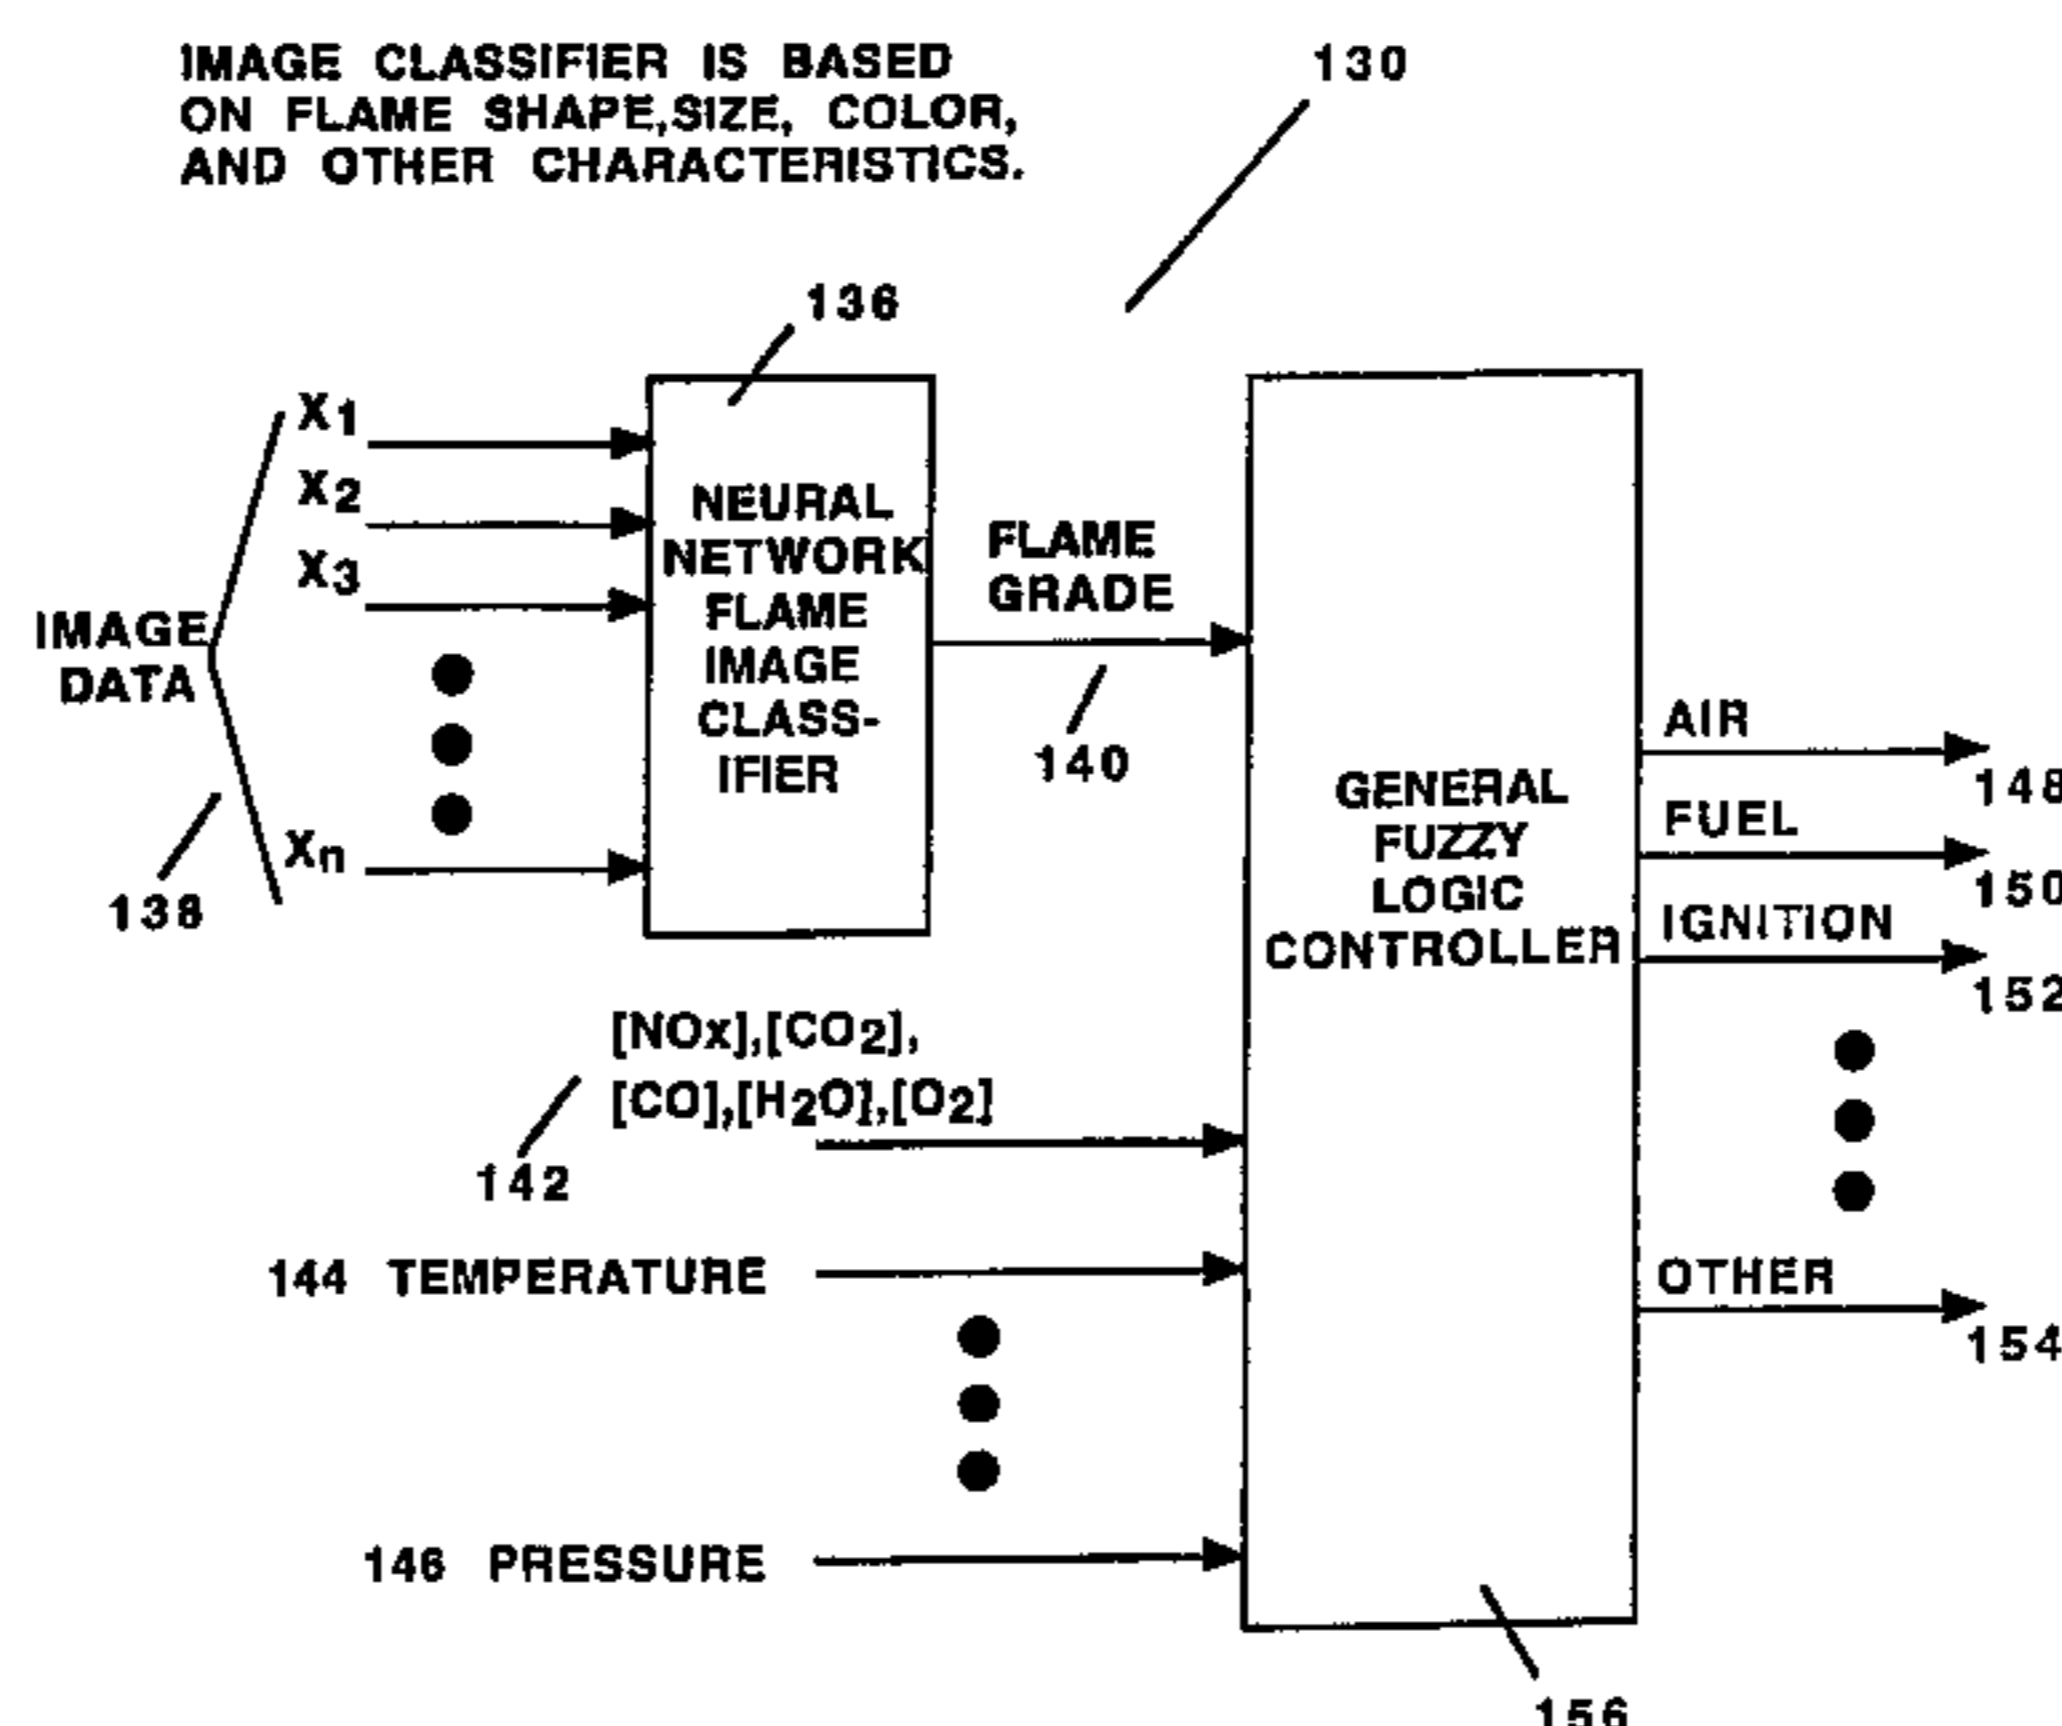 IMAGE CLASSIFIER IS BASED
ON FLAME SHAPE,SIZE, COLOR,
AND OTHER CHARACTERISTICS.
130
136
X1
X2
X3
IMAGE
DATA
Xn
138
NEURAL
NETWORK
FLAME
IMAGE
CLASS-
IFIER
FLAME
GRADE
140
GENERAL
FUZZY
LOGIC
CONTROLLER
AIR
148
FUEL
150
IGNITION
152
OTHER
154
[NOx],[CO2],
[CO],[H2O],[O2]
142
144 TEMPERATURE
146 PRESSURE
156